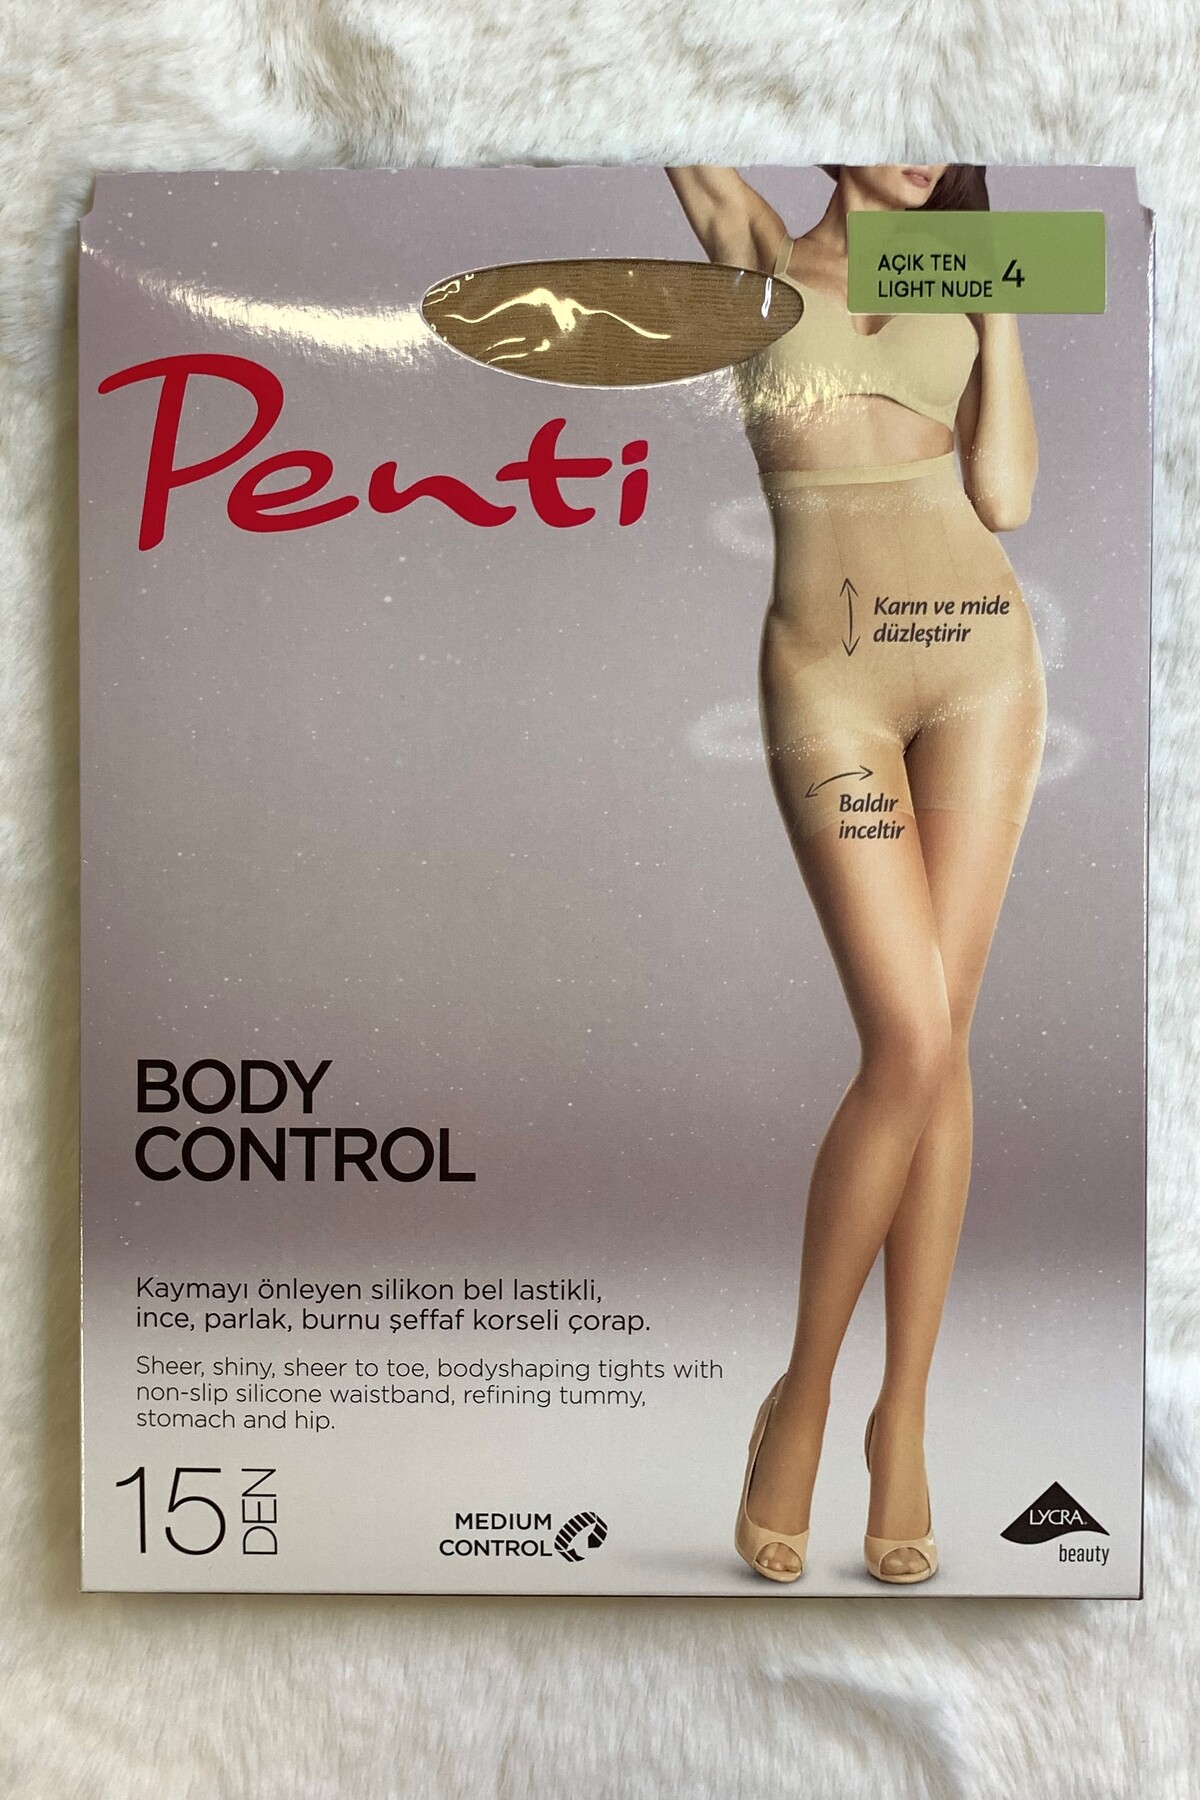 AÇIK TEN
LIGHT NUDE 4
Penti
Karın ve mide
düzleştirir
Baldır
inceltir
BODY
CONTROL
Kaymayı önleyen silikon bel lastikli,
ince, parlak, burnu şeffaf korseli çorap.
Sheer, shiny, sheer to toe, bodyshaping tights with
non-slip silicone waistband, refining tummy,
stomach and hip.
15 DEN
MEDIUM
CONTROL
LYCRA
beauty